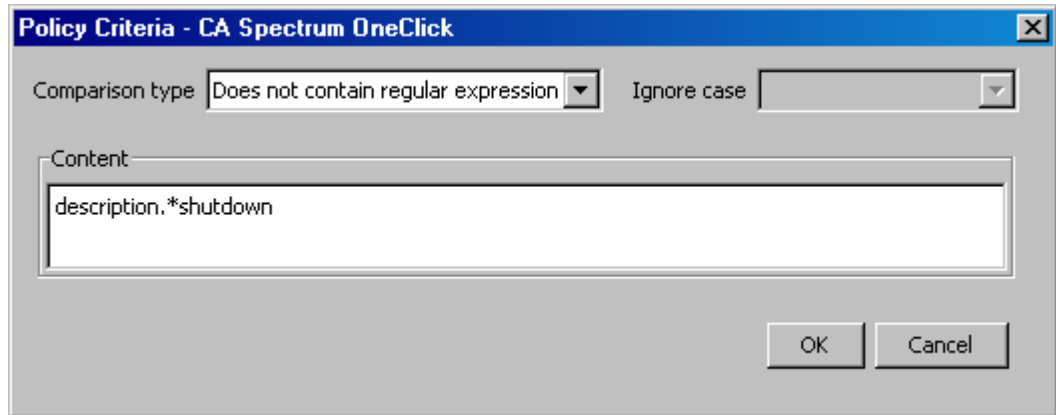 Policy Criteria - CA Spectrum OneClick
Comparison type Does not contain regular expression Ignore case
Content
description.*shutdown
OK Cancel